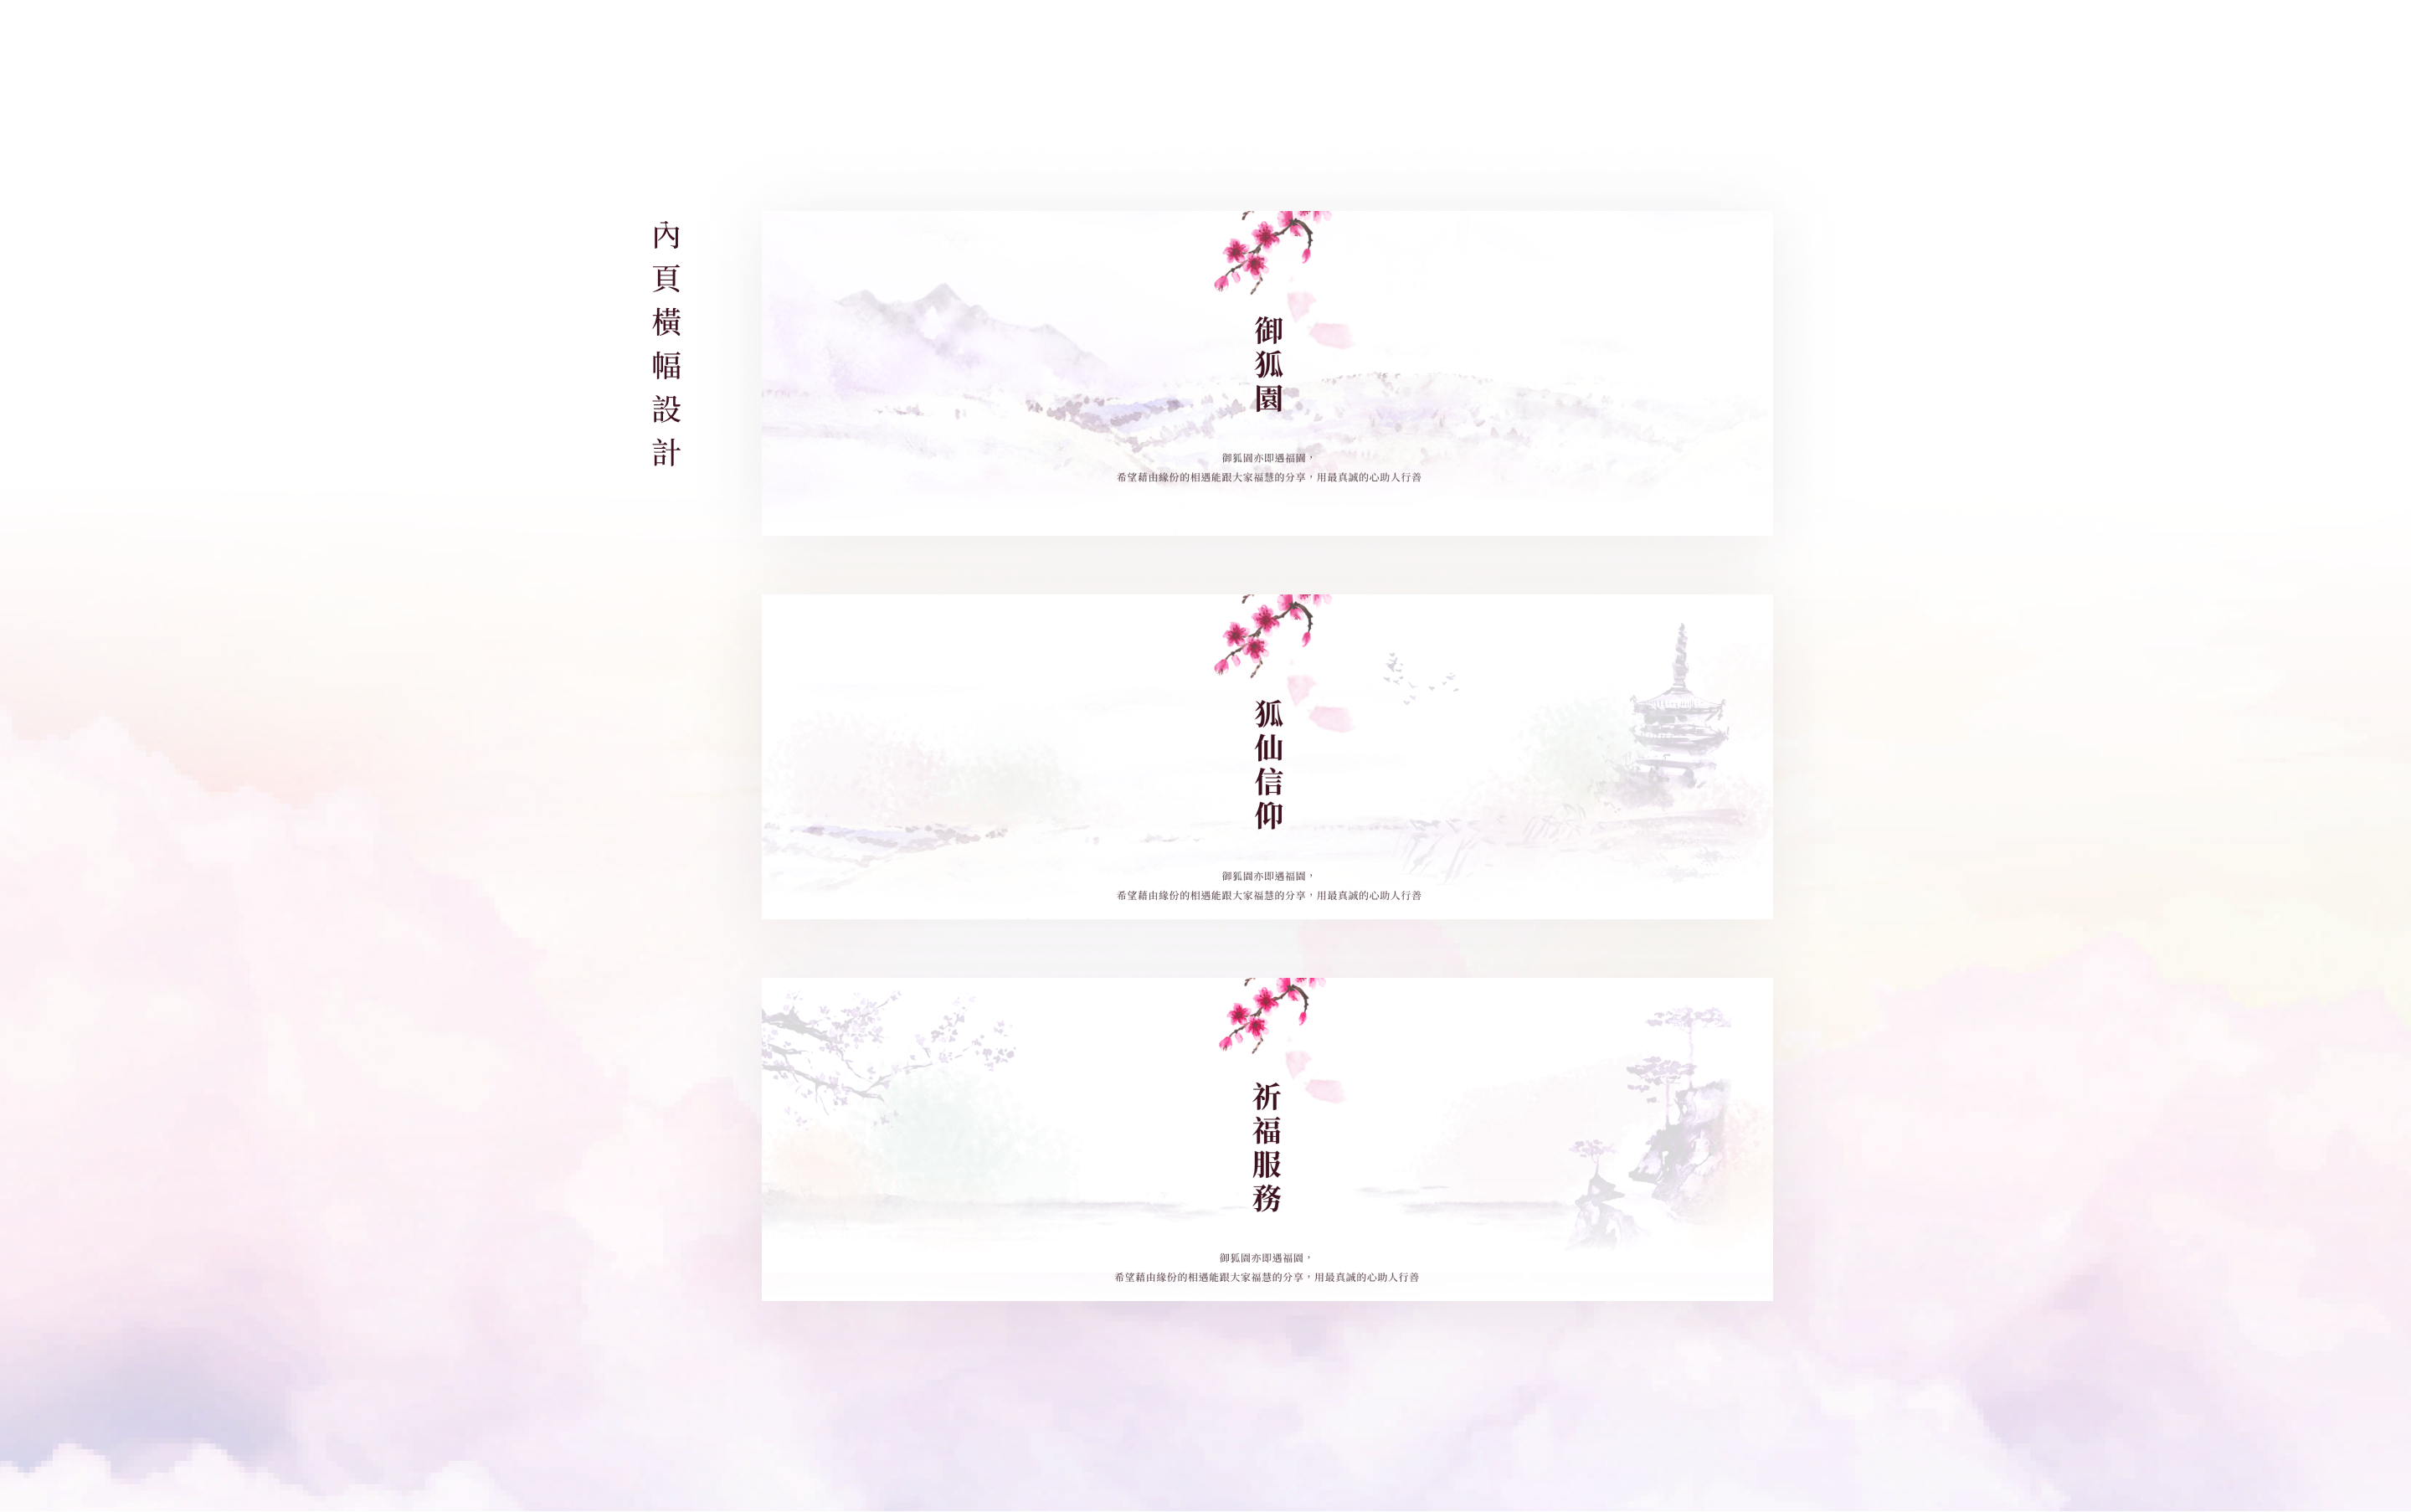 內頁橫幅設計
御狐園
御狐園亦即遇福園，
希望藉由緣份的相遇能跟大家福慧的分享，用最真誠的心助人行善
狐仙信仰
御狐園亦即遇福園，
希望藉由緣份的相遇能跟大家福慧的分享，用最真誠的心助人行善
祈福服務
御狐園亦即遇福園，
希望藉由緣份的相遇能跟大家福慧的分享，用最真誠的心助人行善